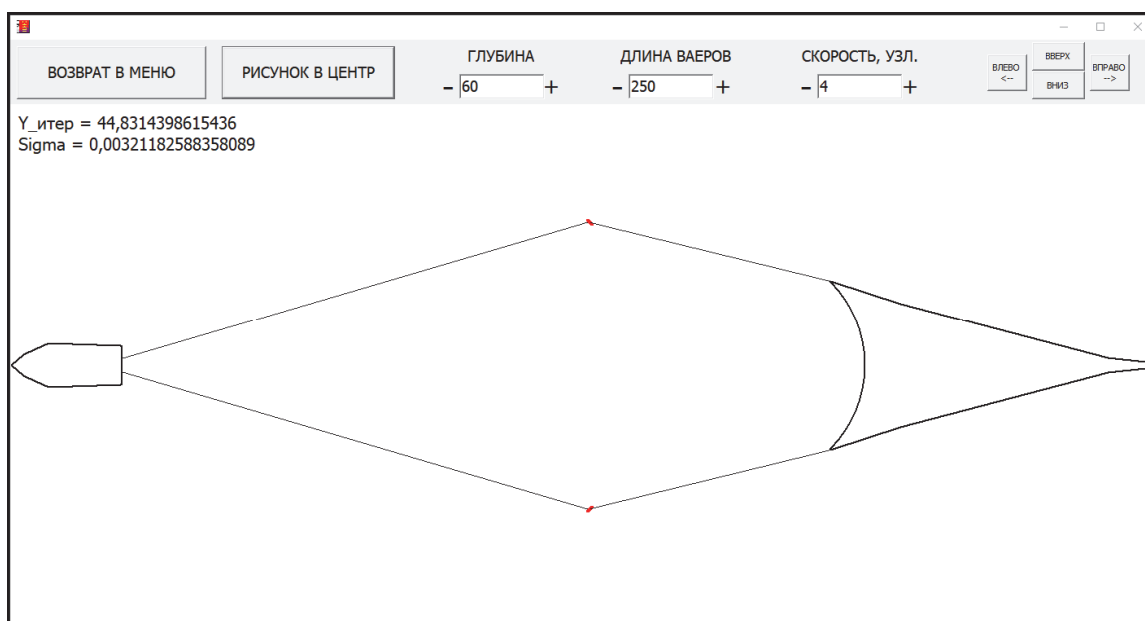 ВОЗВРАТ В МЕНЮ
РИСУНОК В ЦЕНТР
ГЛУБИНА
- 60 +
ДЛИНА ВАЕРОВ
- 250 +
СКОРОСТЬ, УЗЛ.
- 4 +
ВЛЕВО
<--
ВВЕРХ
ВНИЗ
ВПРАВО
-->
Y_итер = 44,8314398615436
Sigma = 0,00321182588358089